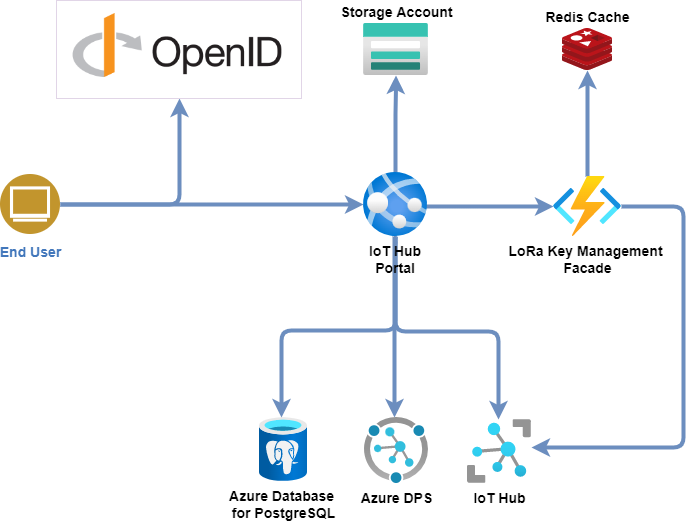 Storage Account
Redis Cache
OpenID
End User
IoT Hub
Portal
LoRa Key Management
Facade
Azure Database
for PostgreSQL
Azure DPS
IoT Hub